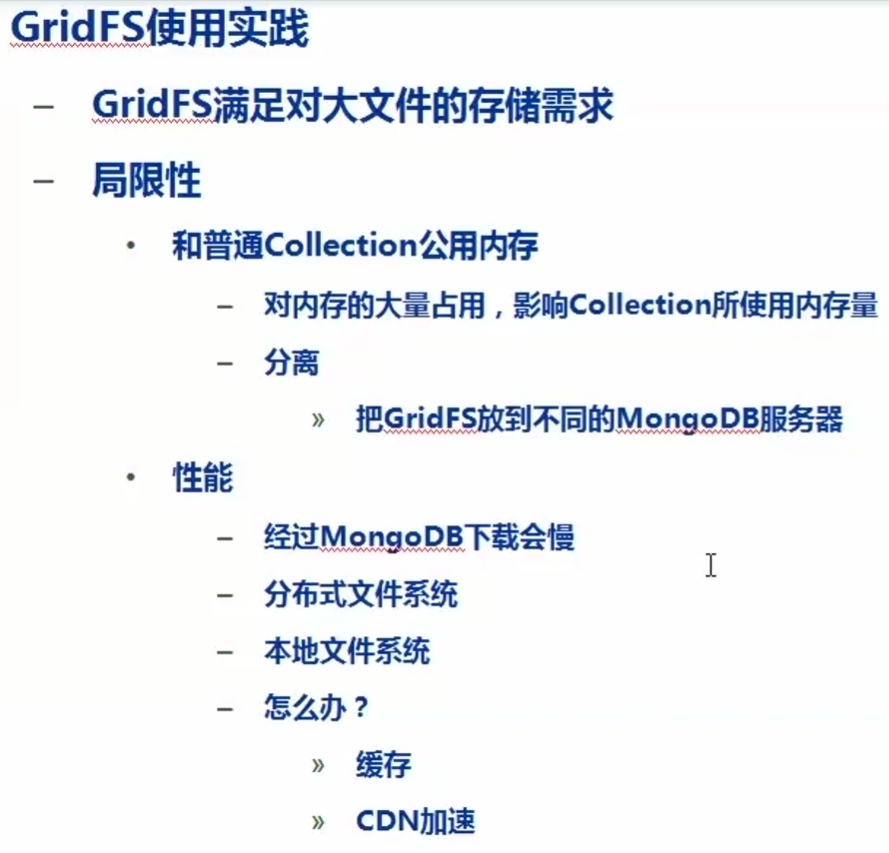 GridFS使用实践
– GridFS满足对大文件的存储需求
– 局限性
• 和普通Collection公用内存
– 对内存的大量占用，影响Collection所使用内存量
– 分离
» 把GridFS放到不同的MongoDB服务器
• 性能
– 经过MongoDB下载会慢
– 分布式文件系统
– 本地文件系统
– 怎么办？
» 缓存
» CDN加速